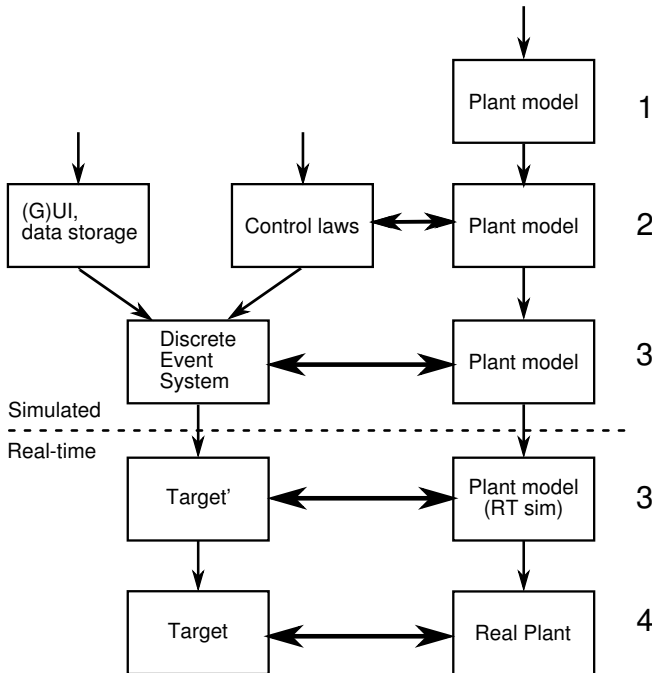 Plant model
1
(G)UI,
data storage
Control laws
Plant model
2
Discrete
Event
System
Plant model
3
Simulated
Real-time
Target'
Plant model
(RT sim)
3
Target
Real Plant
4